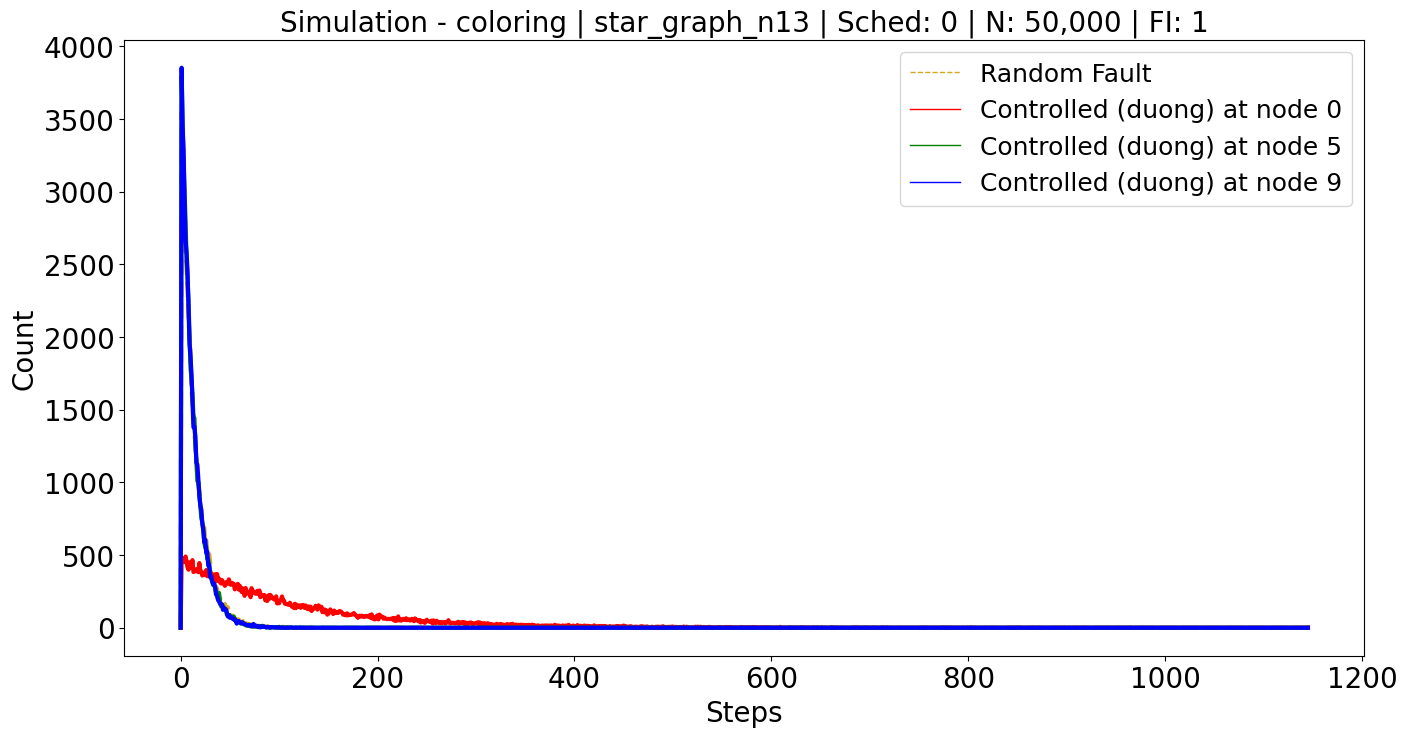 Simulation - coloring | star_graph_n13 | Sched: 0 | N: 50,000 | FI: 1
4000
3500
3000
2500
2000
1500
1000
500
0
Count
Random Fault
Controlled (duong) at node 0
Controlled (duong) at node 5
Controlled (duong) at node 9
0 200 400 600 800 1000 1200
Steps